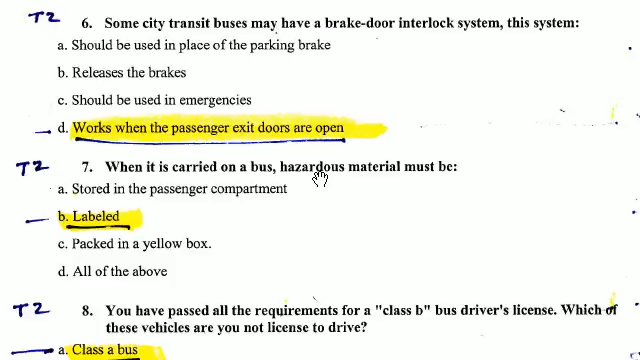 T2 6. Some city transit buses may have a brake-door interlock system, this system:
a. Should be used in place of the parking brake
b. Releases the brakes
c. Should be used in emergencies
d. Works when the passenger exit doors are open
T2 7. When it is carried on a bus, hazardous material must be:
a. Stored in the passenger compartment
b. Labeled
c. Packed in a yellow box.
d. All of the above
T2 8. You have passed all the requirements for a "class b" bus driver's license. Which of
these vehicles are you not license to drive?
a. Class a bus